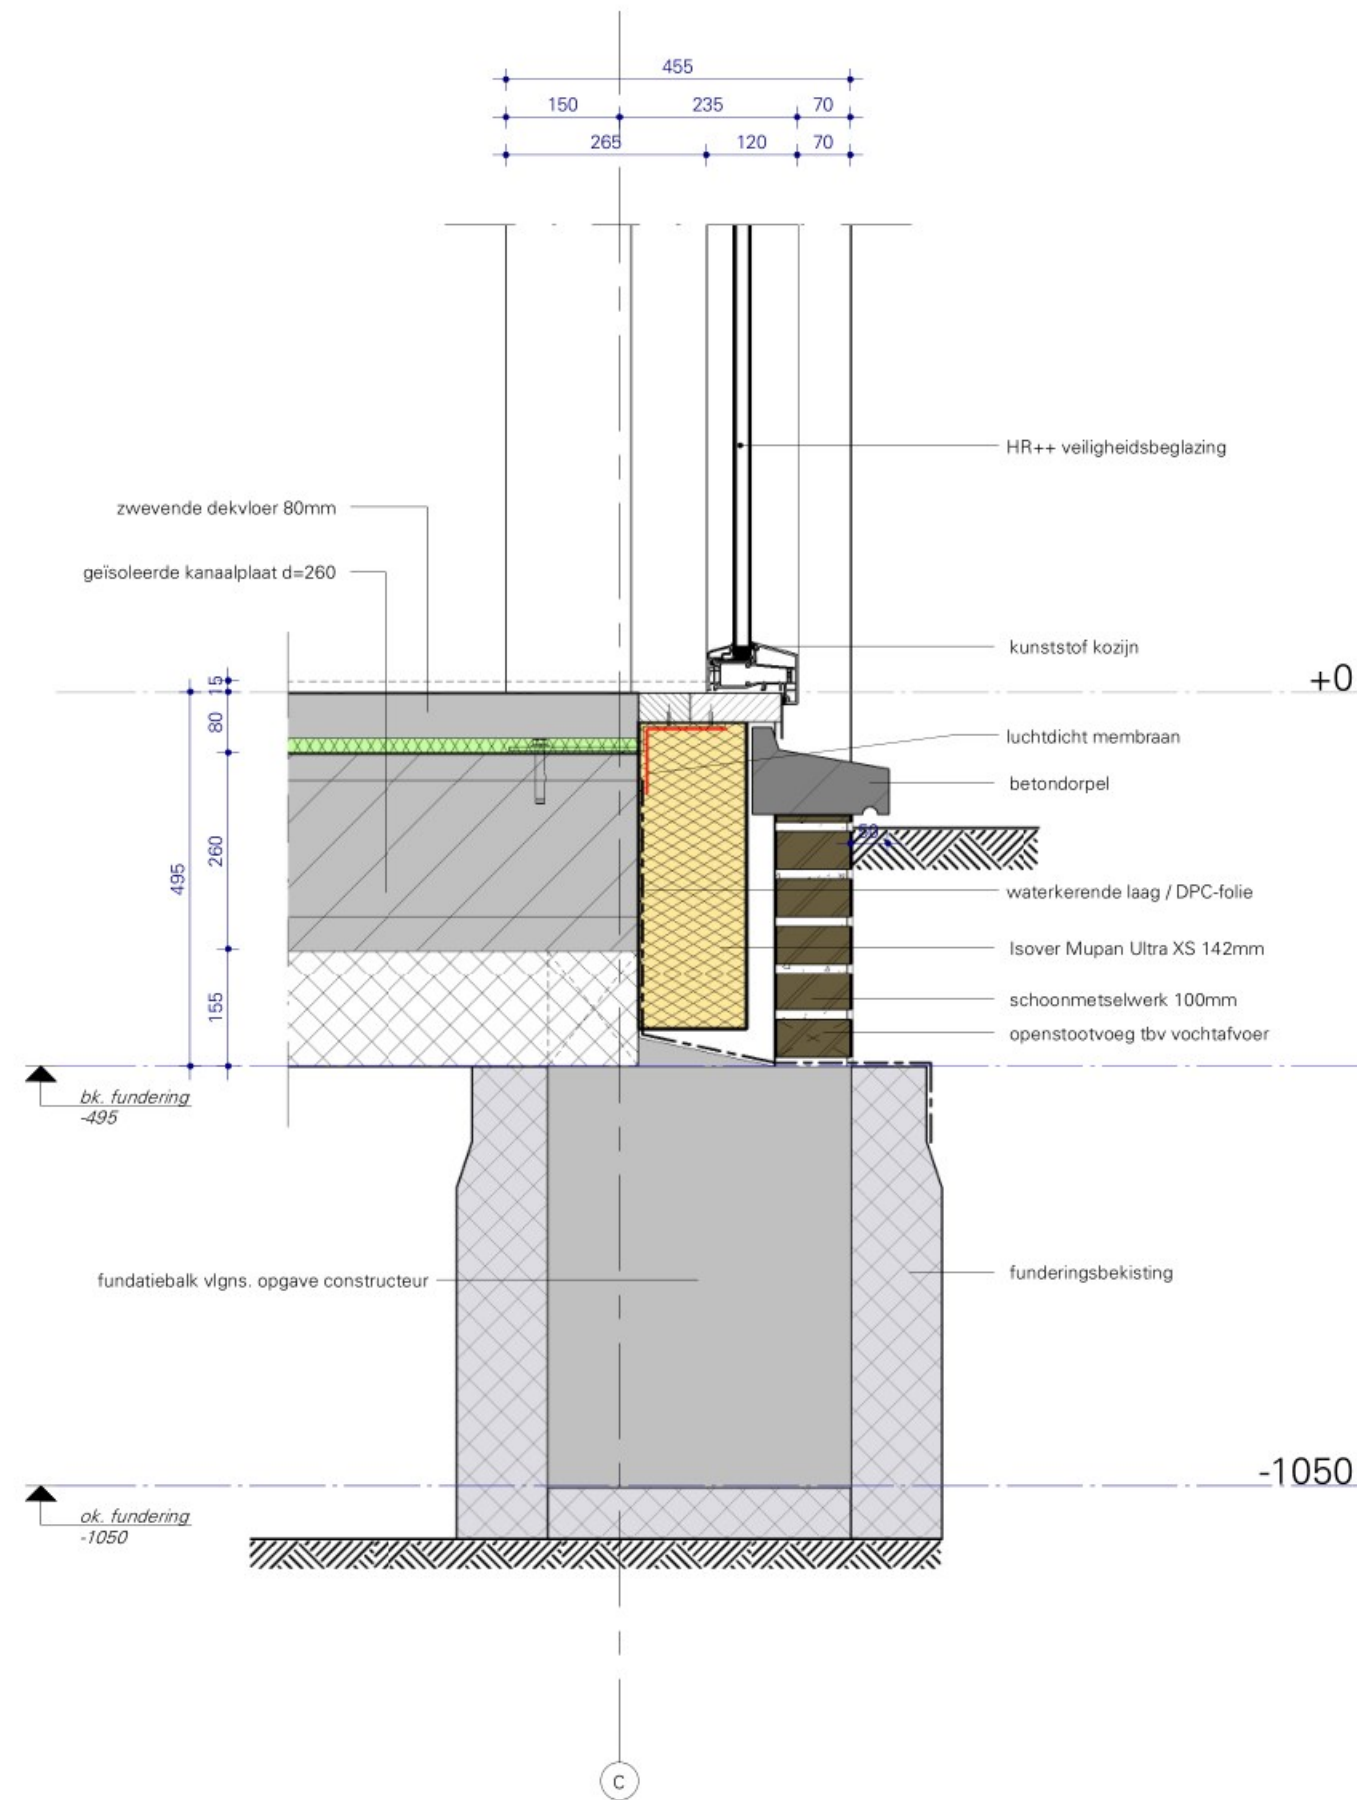 455
150 235 70
265 120 70
HR++ veiligheidsbeglazing
zwevende dekvloer 80mm
geïsoleerde kanaalplaat d=260
kunststof kozijn
+0
15
80
luchtdicht membraan
betondorpel
50
260
495
waterkerende laag / DPC-folie
Isover Mupan Ultra XS 142mm
155
schoonmetselwerk 100mm
openstootvoeg tbv vochtafvoer
bk. fundering
-495
fundatiebalk vlgns. opgave constructeur
funderingsbekisting
-1050
ok. fundering
-1050
C